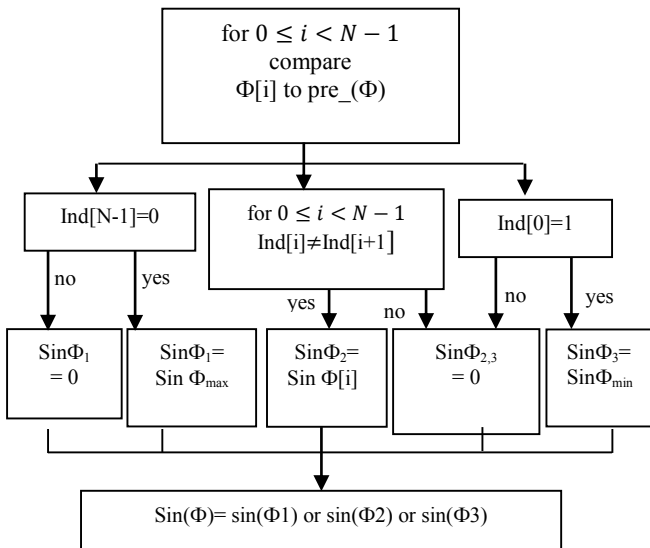 for 0 ≤ i < N − 1
compare
Φ[i] to pre_(Φ)
Ind[N-1]=0
for 0 ≤ i < N − 1
Ind[i]≠Ind[i+1]
Ind[0]=1
no
yes
yes
no
no
yes
SinΦ₁
= 0
SinΦ₁=
Sin Φmax
SinΦ₂=
Sin Φ[i]
SinΦ₂,₃
= 0
SinΦ₃=
SinΦmin
Sin(Φ)= sin(Φ1) or sin(Φ2) or sin(Φ3)